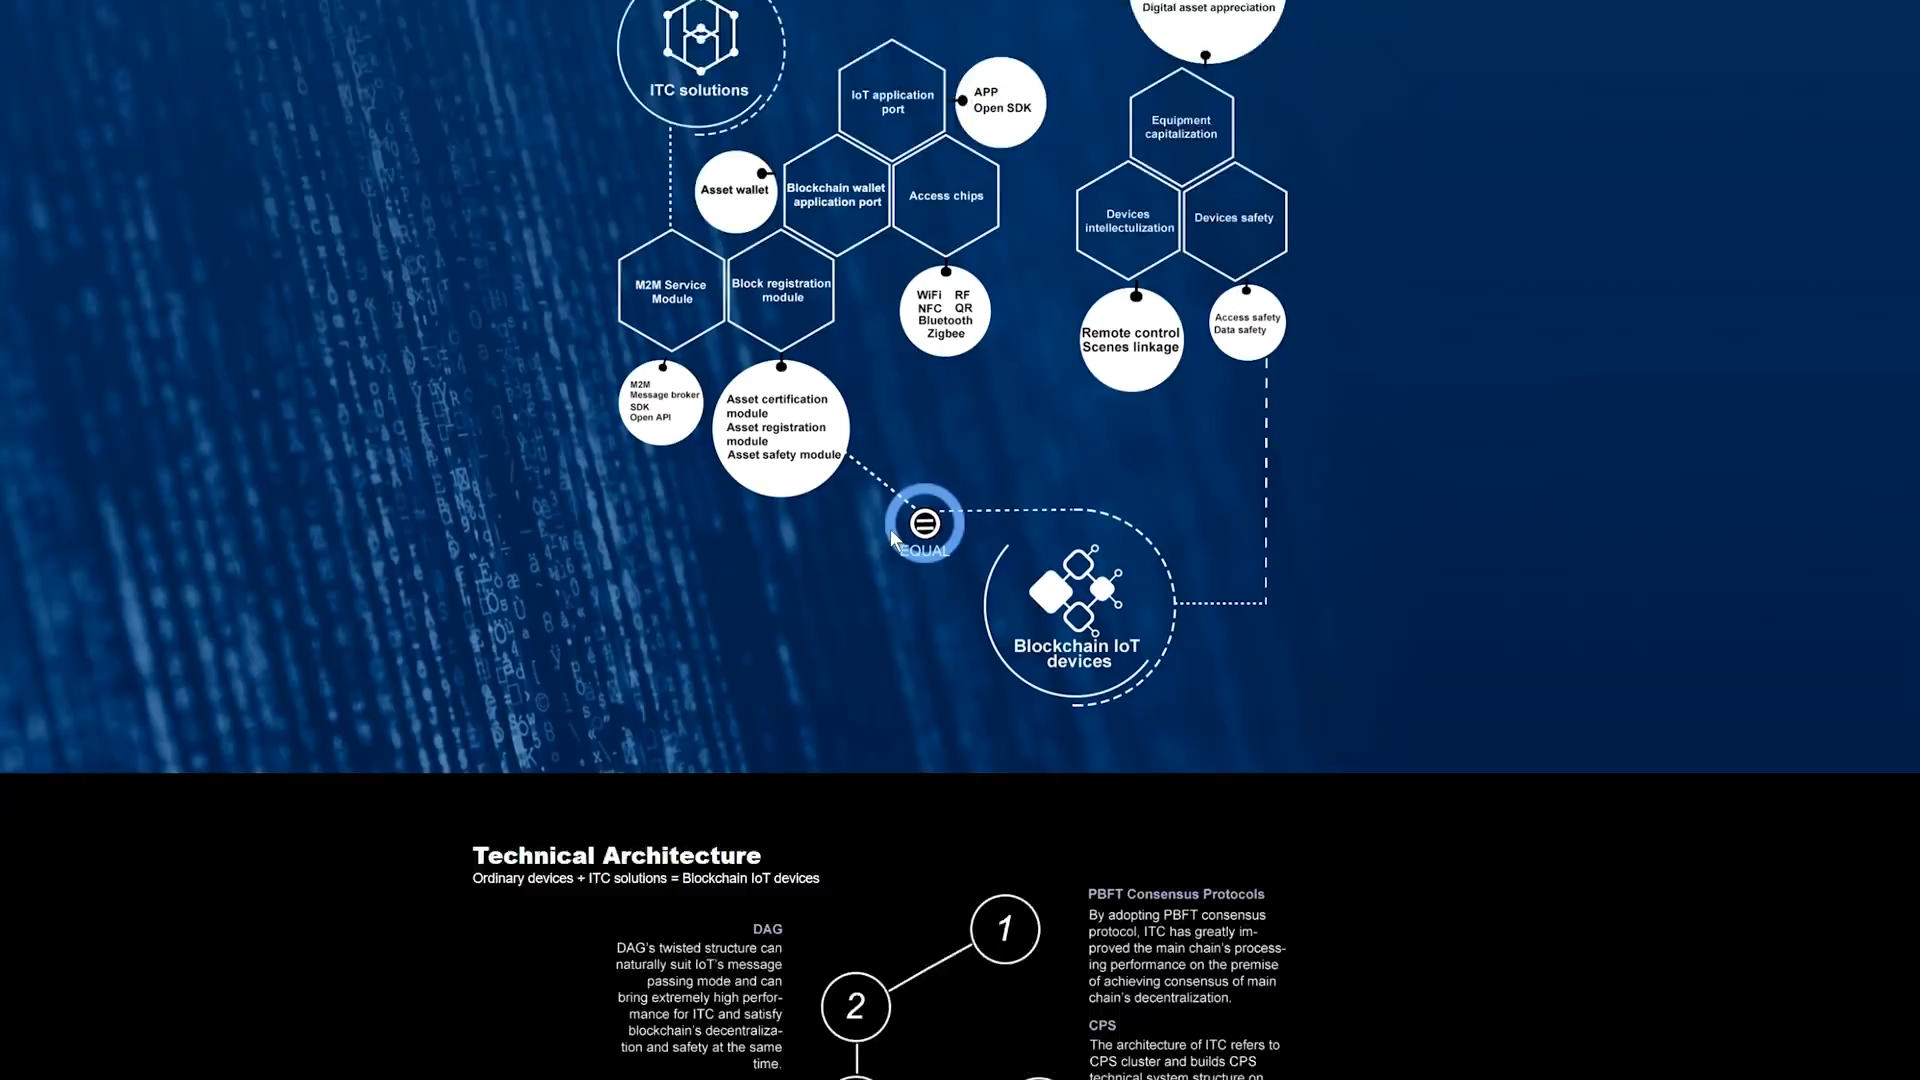 Digital asset appreciation
ITC solutions
IoT application
port
APP
Open SDK
Equipment
capitalization
Asset wallet
Blockchain wallet
application port
Access chips
Devices
intellectulization
Devices safety
M2M Service
Module
Block registration
module
WiFi RF
NFC QR
Bluetooth
Zigbee
Remote control
Scenes linkage
Access safety
Data safety
M2M
Message broker
SDK
Open API
Asset certification
module
Asset registration
module
Asset safety module
EQUAL
Blockchain IoT
devices
Technical Architecture
Ordinary devices + ITC solutions = Blockchain IoT devices
1
PBFT Consensus Protocols
By adopting PBFT consensus
protocol, ITC has greatly im-
proved the main chain's process-
ing performance on the premise
of achieving consensus of main
chain's decentralization.
DAG
DAG's twisted structure can
naturally suit IoT's message
passing mode and can
bring extremely high perfor-
mance for ITC and satisfy
blockchain's decentraliza-
tion and safety at the same
time.
2
CPS
The architecture of ITC refers to
CPS cluster and builds CPS
technical system structure on